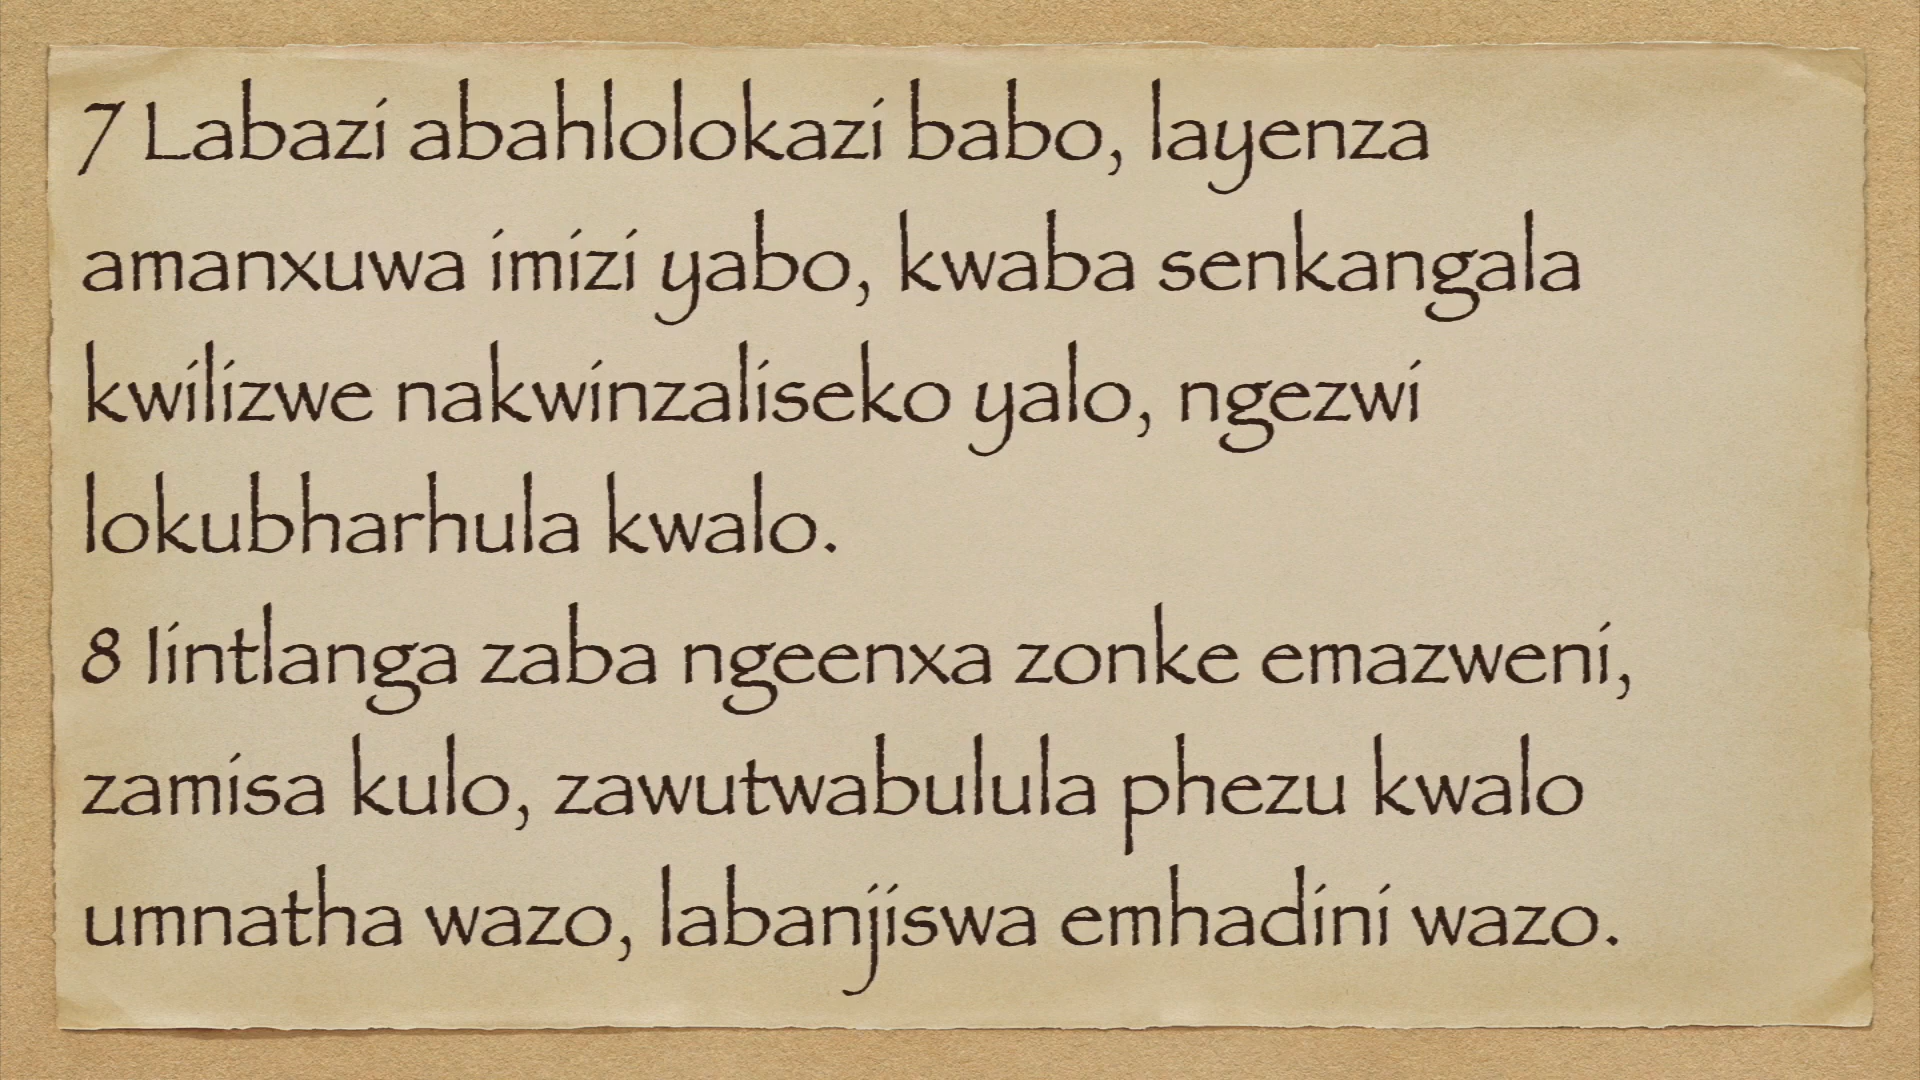 7 Labazi abahlolokazi babo, layenza
amanxuwa imizi yabo, kwaba senkangala
kwilizwe nakwinzaliseko yalo, ngezwi
lokubharhula kwalo.
8 Iintlanga zaba ngeenxa zonke emazweni,
zamisa kulo, zawutwabulula phezu kwalo
umnatha wazo, labanjiswa emhadini wazo.